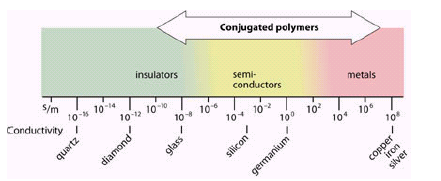 Conjugated polymers
insulators
semi-
conductors
metals
S/m
10⁻¹⁶
10⁻¹⁴
10⁻¹²
10⁻¹⁰
10⁻⁸
10⁻⁶
10⁻⁴
10⁻²
10⁰
10²
10⁴
10⁶
10⁸
Conductivity
quartz
diamond
glass
silicon
germanium
copper
iron
silver